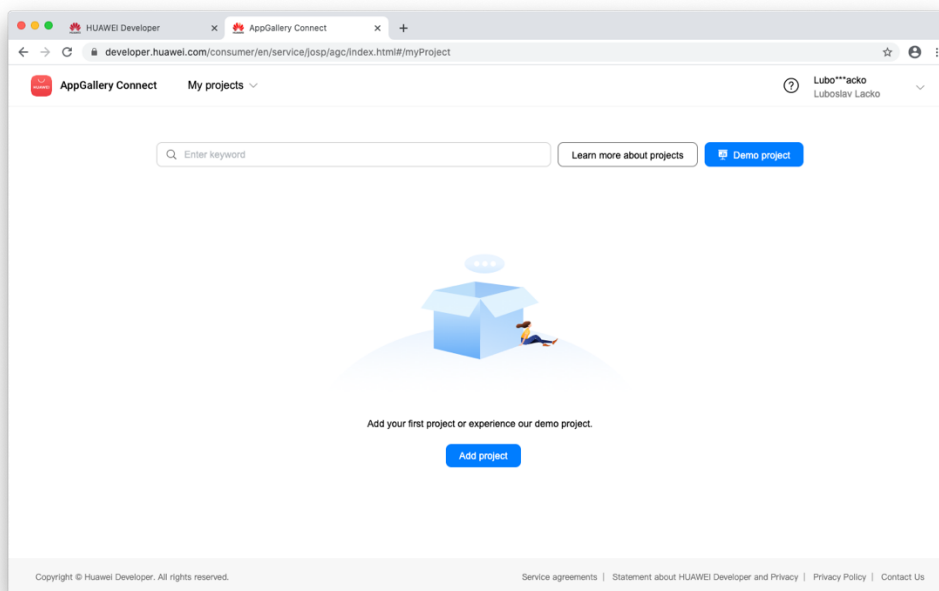 HUAWEI Developer
AppGallery Connect
developer.huawei.com/consumer/en/service/josp/agc/index.html#/myProject
HUAWEI
AppGallery Connect
My projects
Lubo***acko
Luboslav Lacko
Enter keyword
Learn more about projects
Demo project
Add your first project or experience our demo project.
Add project
Copyright © Huawei Developer. All rights reserved.
Service agreements | Statement about HUAWEI Developer and Privacy | Privacy Policy | Contact Us